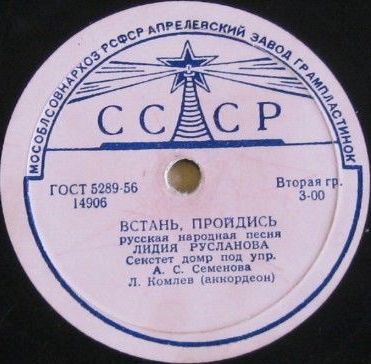 МОСОБЛСОВНАРХОЗ РСФСР АПРЕЛЕВСКИЙ ЗАВОД ГРАМПЛАСТИНОК
СССР
ГОСТ 5289-56
14906
Вторая гр.
3-00
ВСТАНЬ, ПРОЙДИСЬ
русская народная песня
ЛИДИЯ РУСЛАНОВА
Секстет домр под упр.
А. С. Семенова
Л. Комлев (аккордеон)